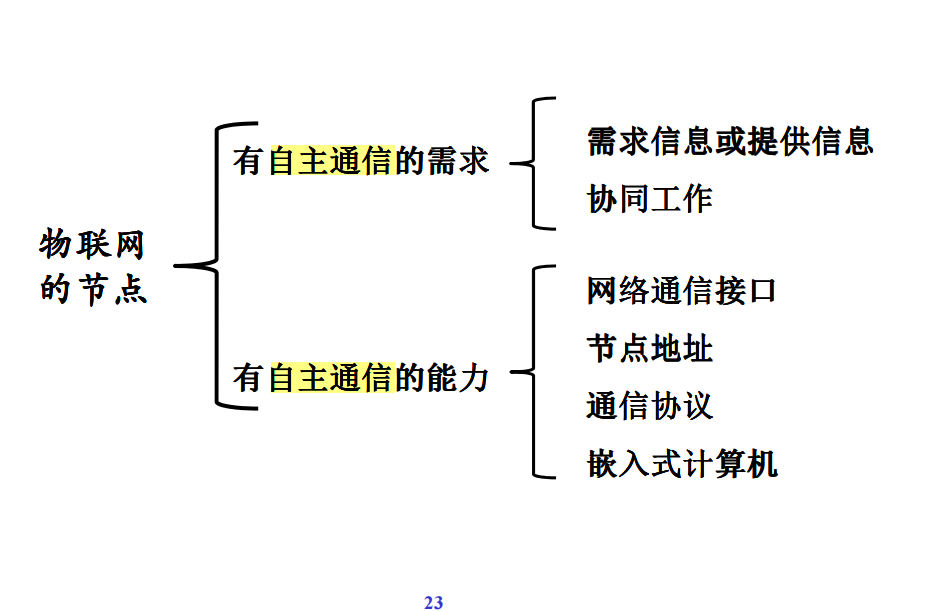 物联网
的节点
有自主通信的需求
需求信息或提供信息
协同工作
有自主通信的能力
网络通信接口
节点地址
通信协议
嵌入式计算机
23